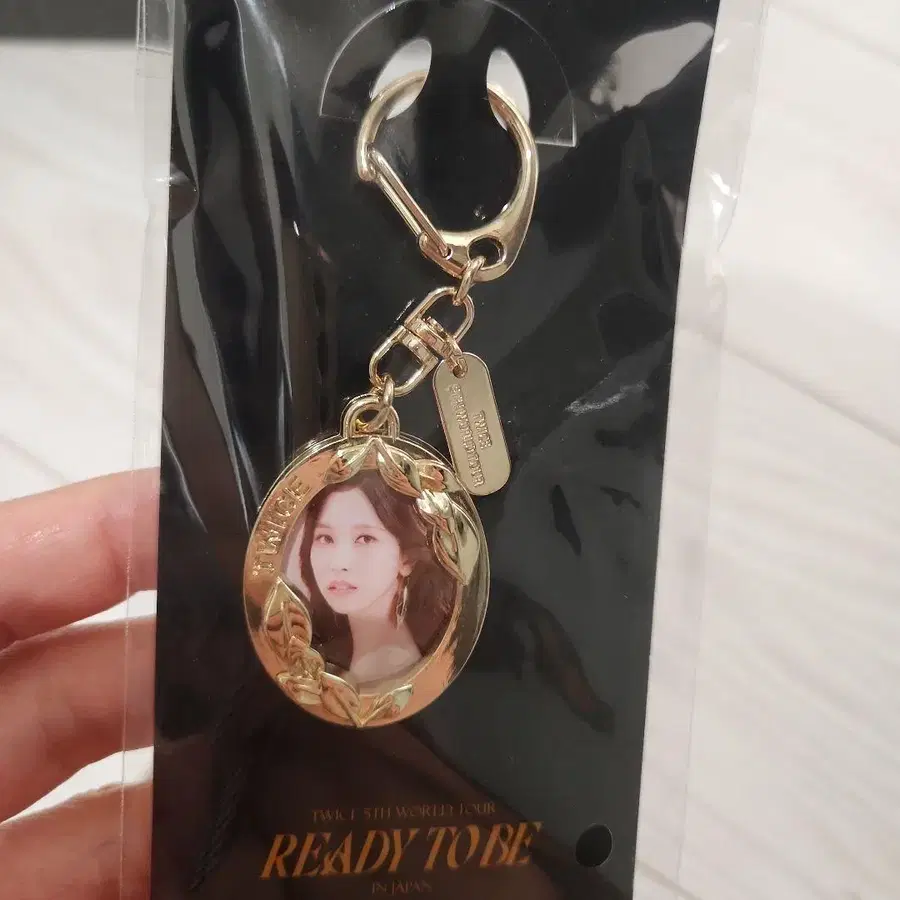 TWICE
TWICE 5TH WORLD TOUR
READY TO BE
IN JAPAN